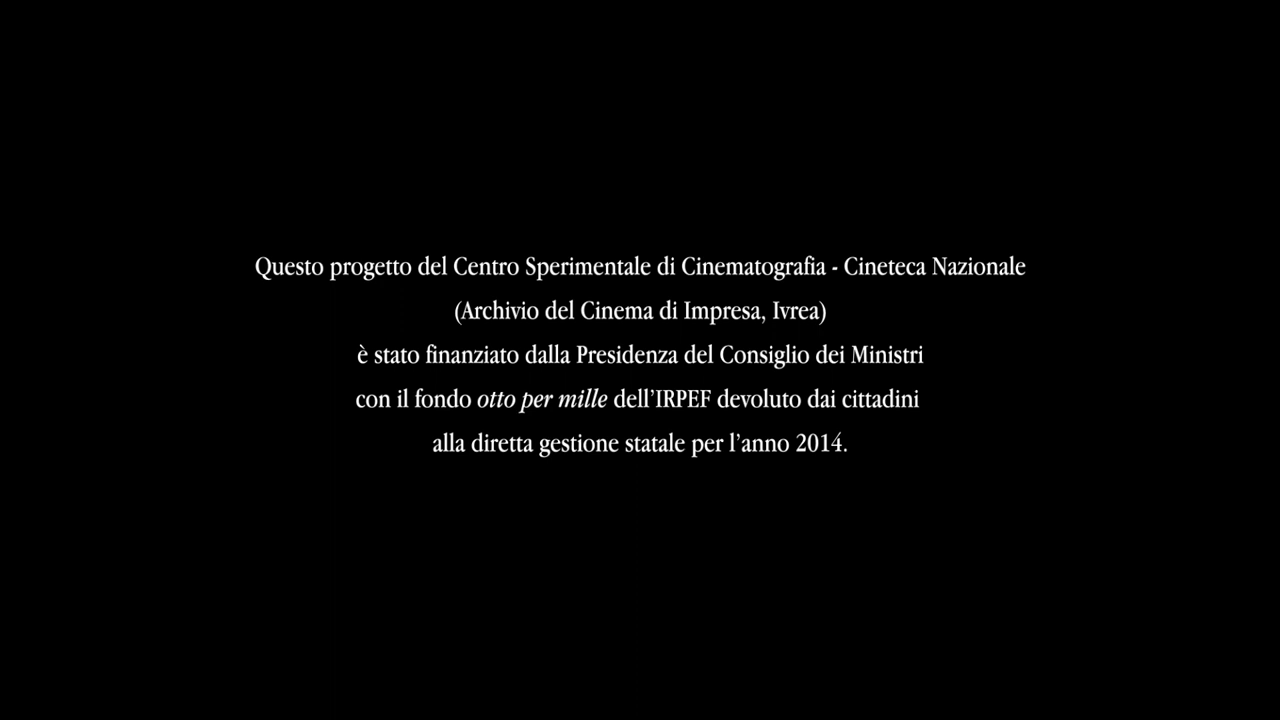 Questo progetto del Centro Sperimentale di Cinematografia - Cineteca Nazionale
(Archivio del Cinema di Impresa, Ivrea)
è stato finanziato dalla Presidenza del Consiglio dei Ministri
con il fondo otto per mille dell’IRPEF devoluto dai cittadini
alla diretta gestione statale per l’anno 2014.